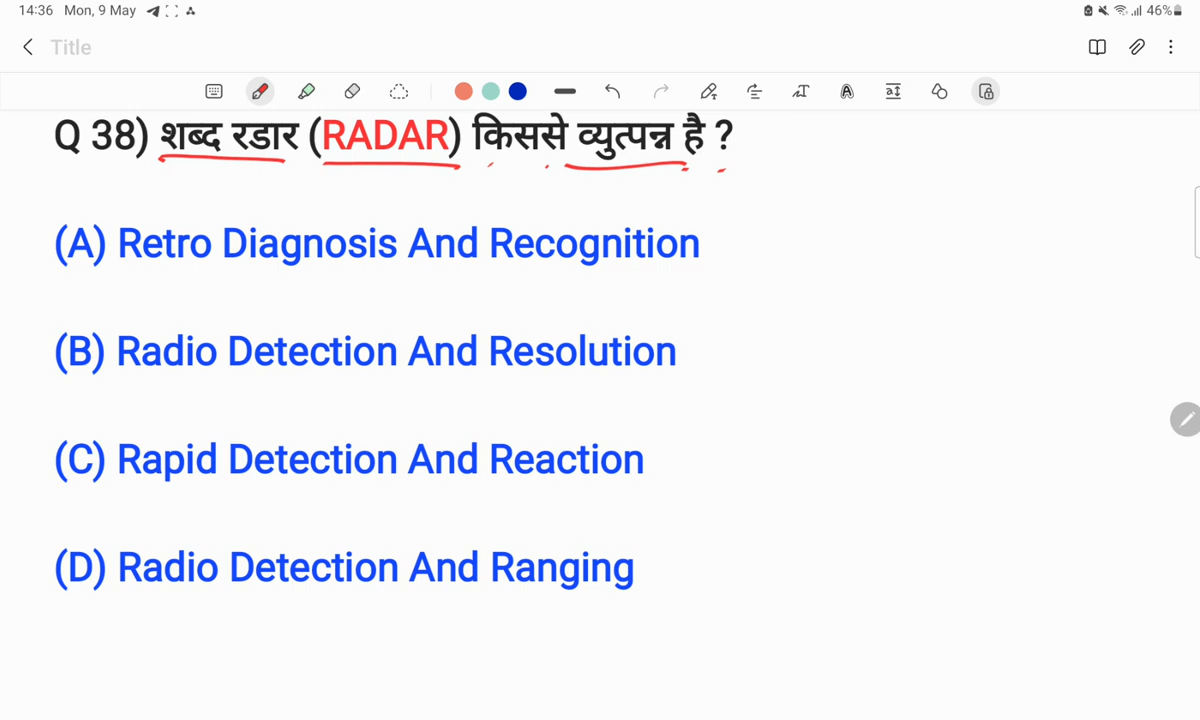 14:36 Mon, 9 May
46%
Title
Q 38) शब्द रडार (RADAR) किससे व्युत्पन्न है ?
(A) Retro Diagnosis And Recognition
(B) Radio Detection And Resolution
(C) Rapid Detection And Reaction
(D) Radio Detection And Ranging